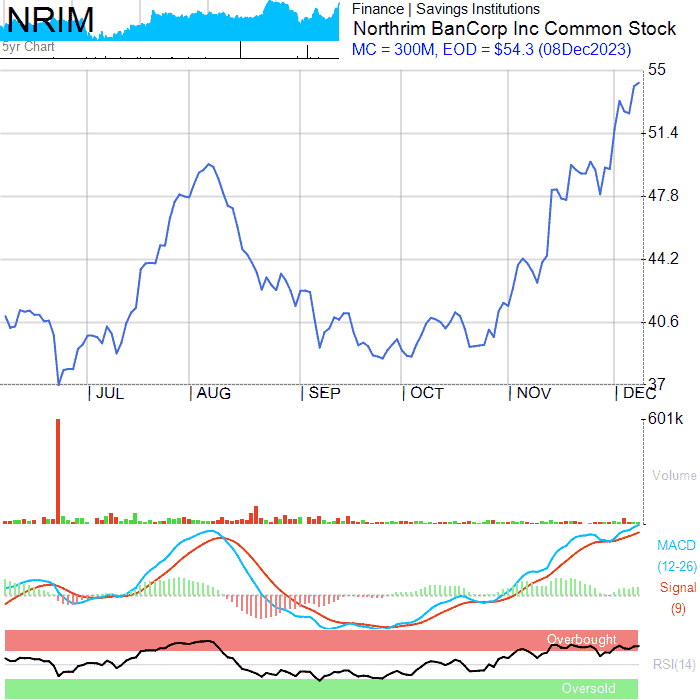 NRIM
5yr Chart
Finance | Savings Institutions
Northrim BanCorp Inc Common Stock
MC = 300M, EOD = $54.3 (08Dec2023)
55
51.4
47.8
44.2
40.6
37
JUL AUG SEP OCT NOV DEC
601k
Volume
MACD
(12-26)
Signal
(9)
Overbought
RSI(14)
Oversold